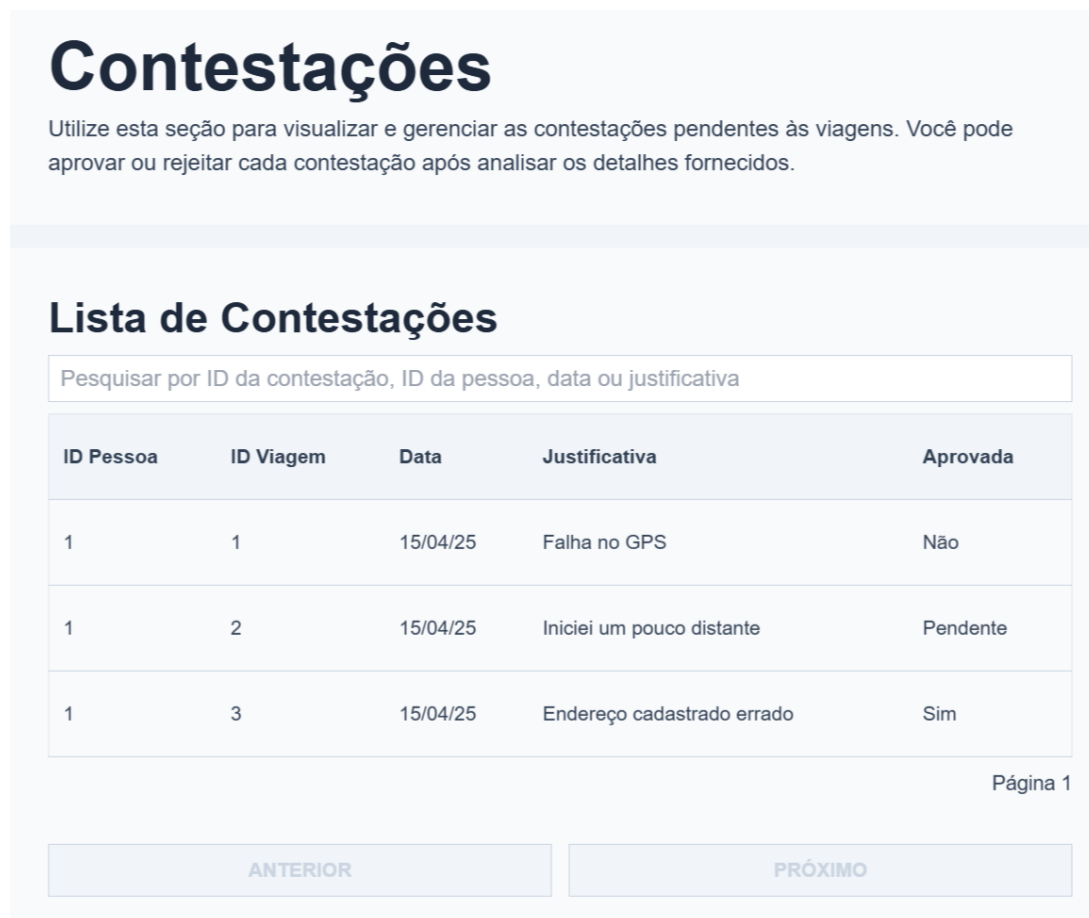 Contestações
Utilize esta seção para visualizar e gerenciar as contestações pendentes às viagens. Você pode
aprovar ou rejeitar cada contestação após analisar os detalhes fornecidos.
Lista de Contestações
Pesquisar por ID da contestação, ID da pessoa, data ou justificativa
ID Pessoa ID Viagem Data Justificativa Aprovada
1 1 15/04/25 Falha no GPS Não
1 2 15/04/25 Iniciei um pouco distante Pendente
1 3 15/04/25 Endereço cadastrado errado Sim
Página 1
ANTERIOR PRÓXIMO